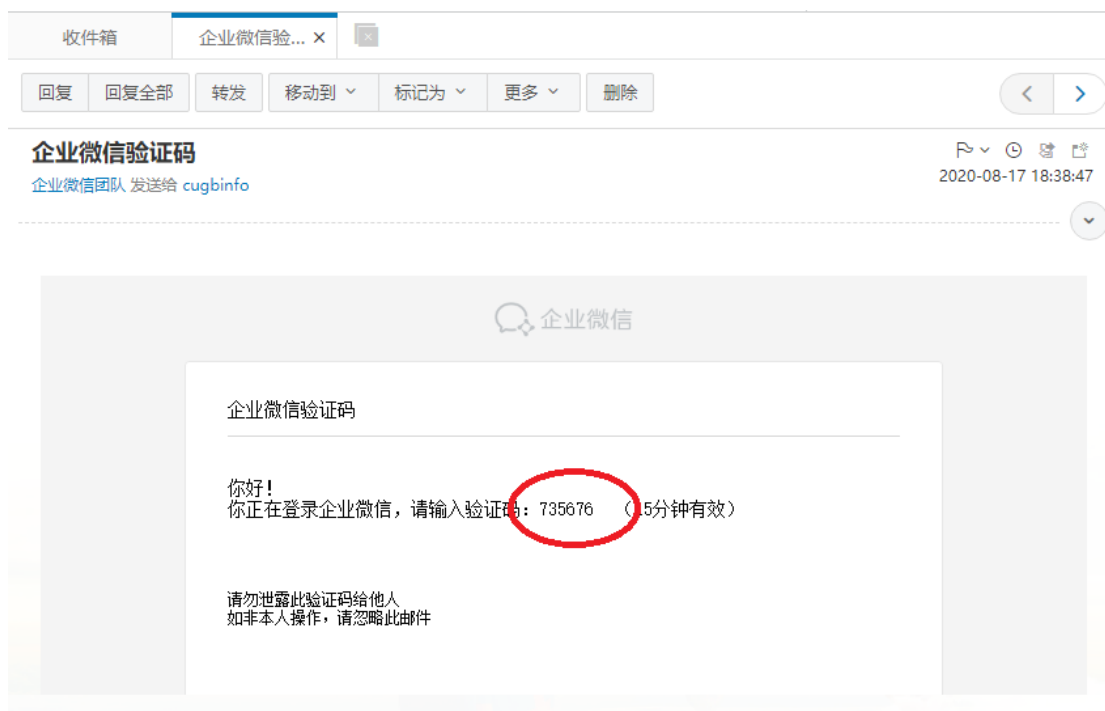 收件箱 企业微信验... ×
回复 回复全部 转发 移动到 标记为 更多 删除
企业微信验证码
企业微信团队 发送给 cugbinfo
2020-08-17 18:38:47
企业微信
企业微信验证码
你好！
你正在登录企业微信，请输入验证码：735676 （15分钟有效）
请勿泄露此验证码给他人
如非本人操作，请忽略此邮件